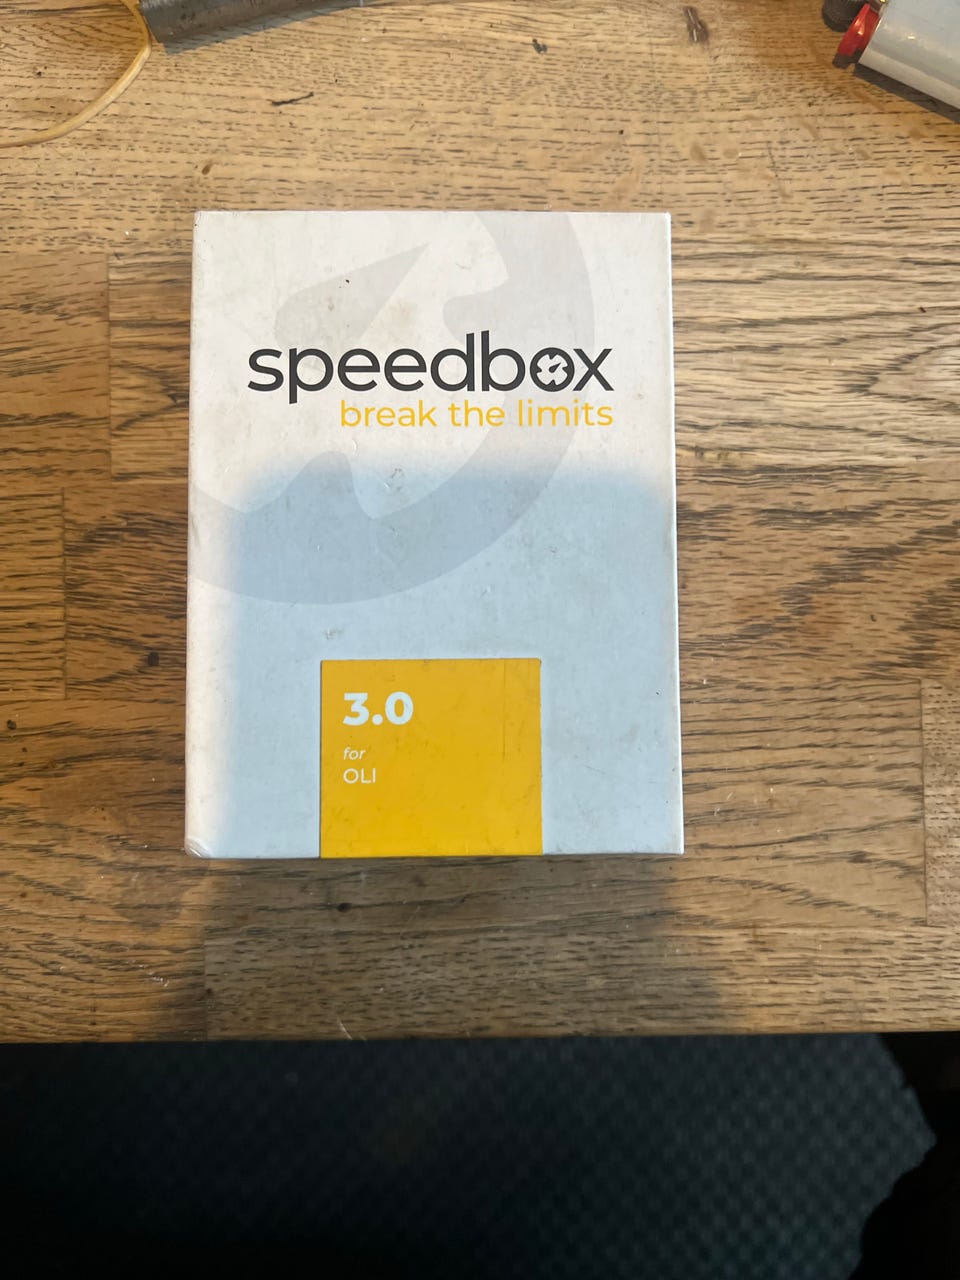 speedbox
break the limits
3.0
for
OLI